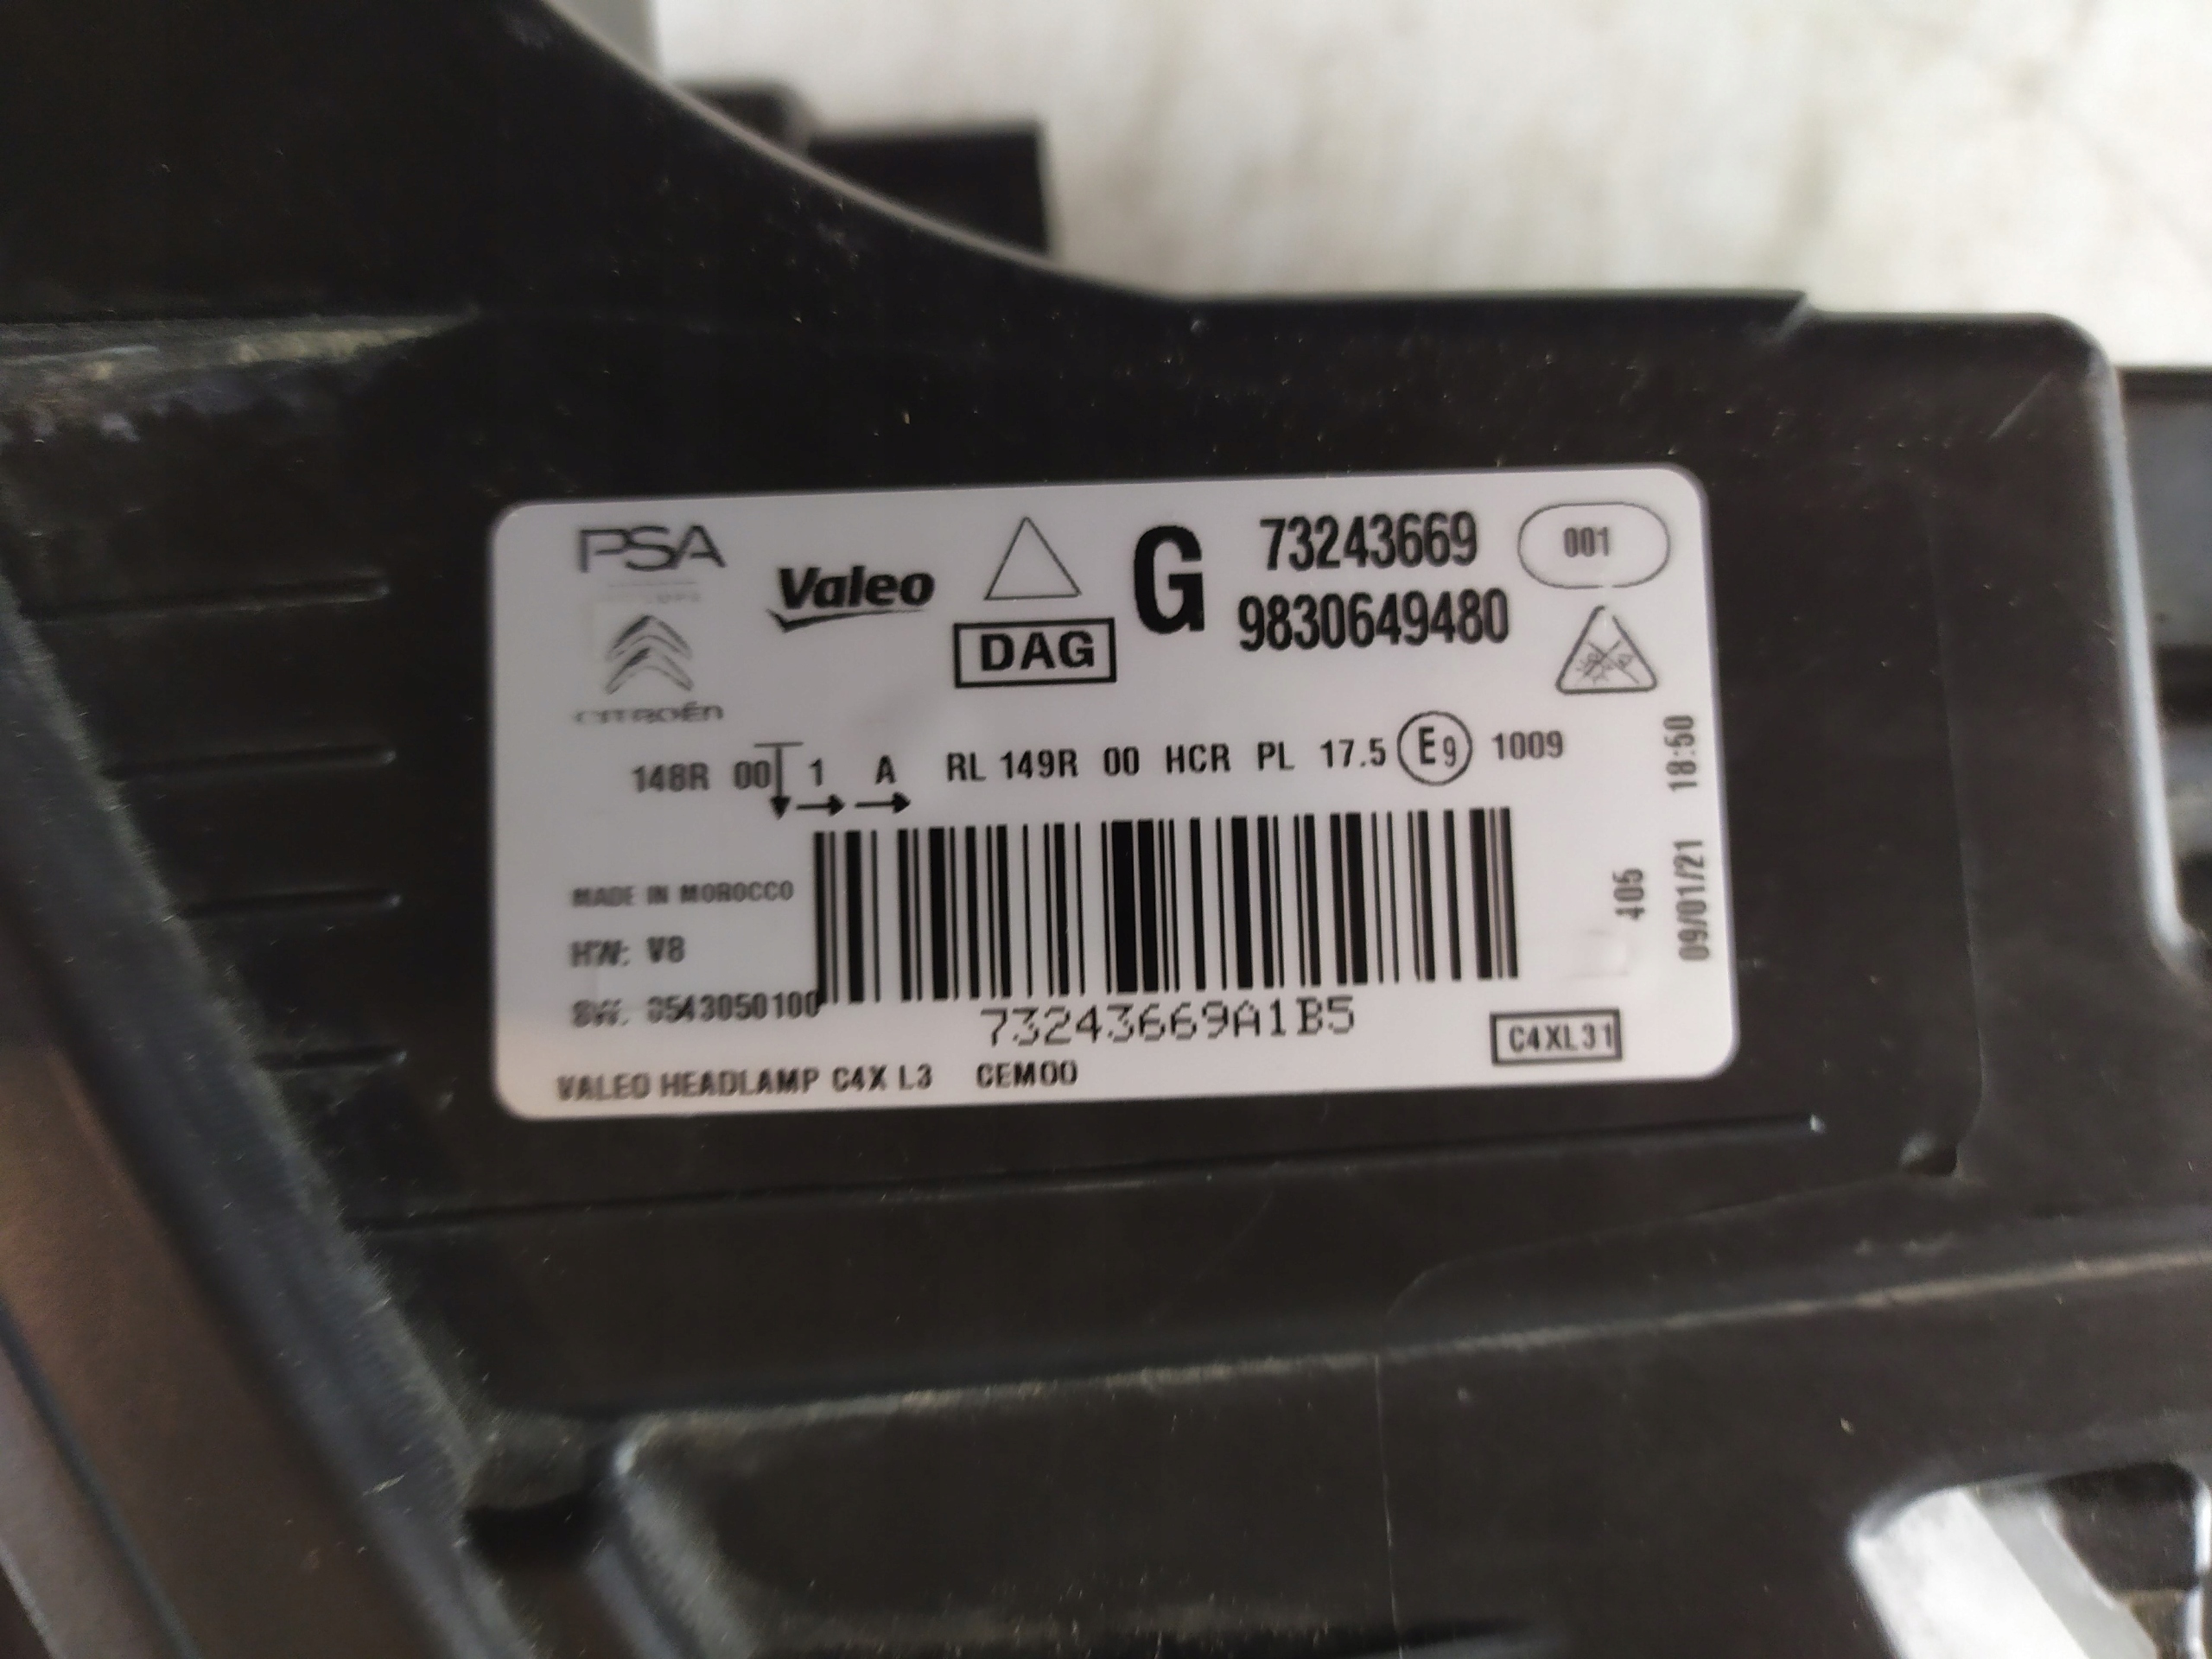 PSA
Valeo
G
73243669
001
DAG
9830649480
CITROËN
148R 00 1 A RL 149R 00 HCR PL 17.5 E9 1009
18:50
MADE IN MOROCCO
405
09/01/21
HW: V8
SW: 3543050100
73243669A1B5
C4XL31
VALEO HEADLAMP C4X L3 CEM00